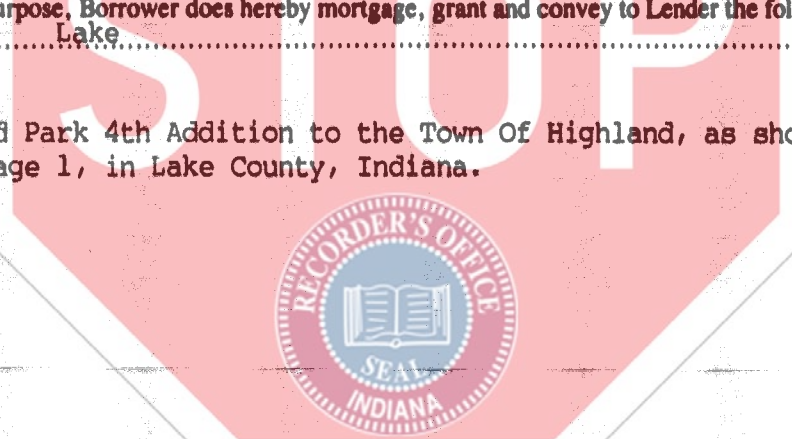 urpose, Borrower does hereby mortgage, grant and convey to Lender the fol
Lake
STOP
d Park 4th Addition to the Town Of Highland, as sho
age 1, in Lake County, Indiana.
RECORDER'S OFFICE
SEAL
INDIANA